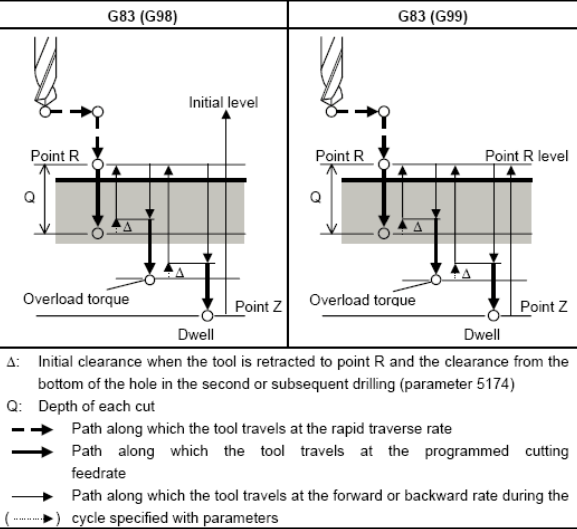 G83 (G98)
G83 (G99)
Initial level
Point R
Q
Δ
Δ
Overload torque
Point Z
Dwell
Point R
Point R level
Q
Δ
Δ
Overload torque
Point Z
Dwell
Δ: Initial clearance when the tool is retracted to point R and the clearance from the
bottom of the hole in the second or subsequent drilling (parameter 5174)
Q: Depth of each cut
Path along which the tool travels at the rapid traverse rate
Path along which the tool travels at the programmed cutting
feedrate
Path along which the tool travels at the forward or backward rate during the
( ) cycle specified with parameters